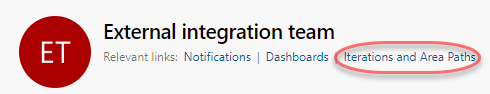 ET
External integration team
Relevant links: Notifications | Dashboards | Iterations and Area Paths